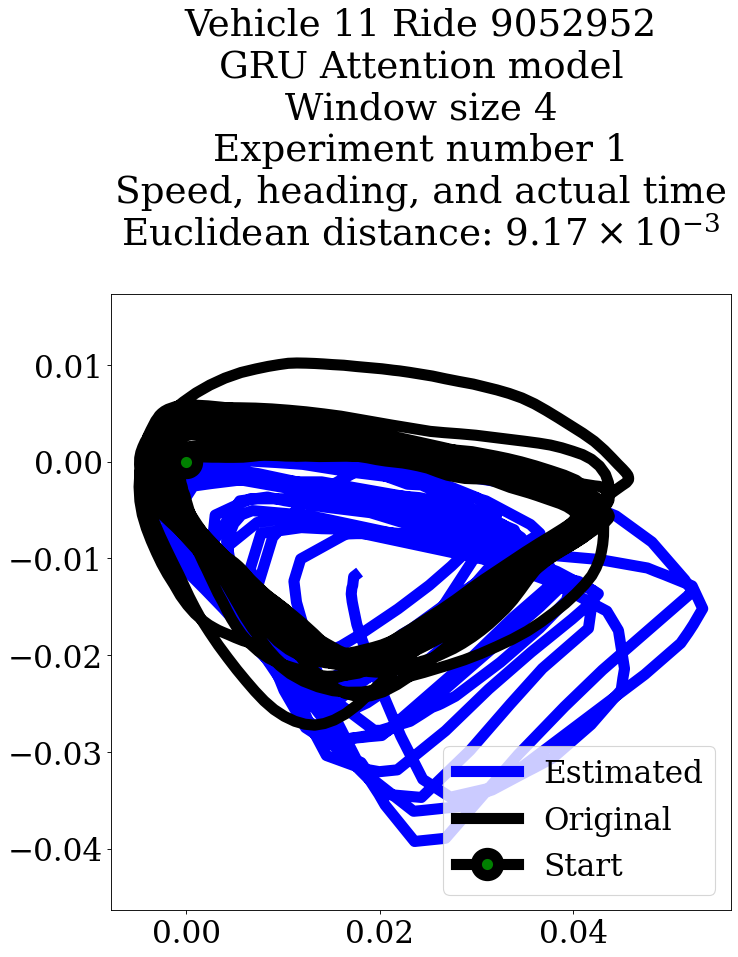 Vehicle 11 Ride 9052952
GRU Attention model
Window size 4
Experiment number 1
Speed, heading, and actual time
Euclidean distance: 9.17 × 10⁻³
0.01
0.00
−0.01
−0.02
−0.03
−0.04
0.00 0.02 0.04
Estimated
Original
Start